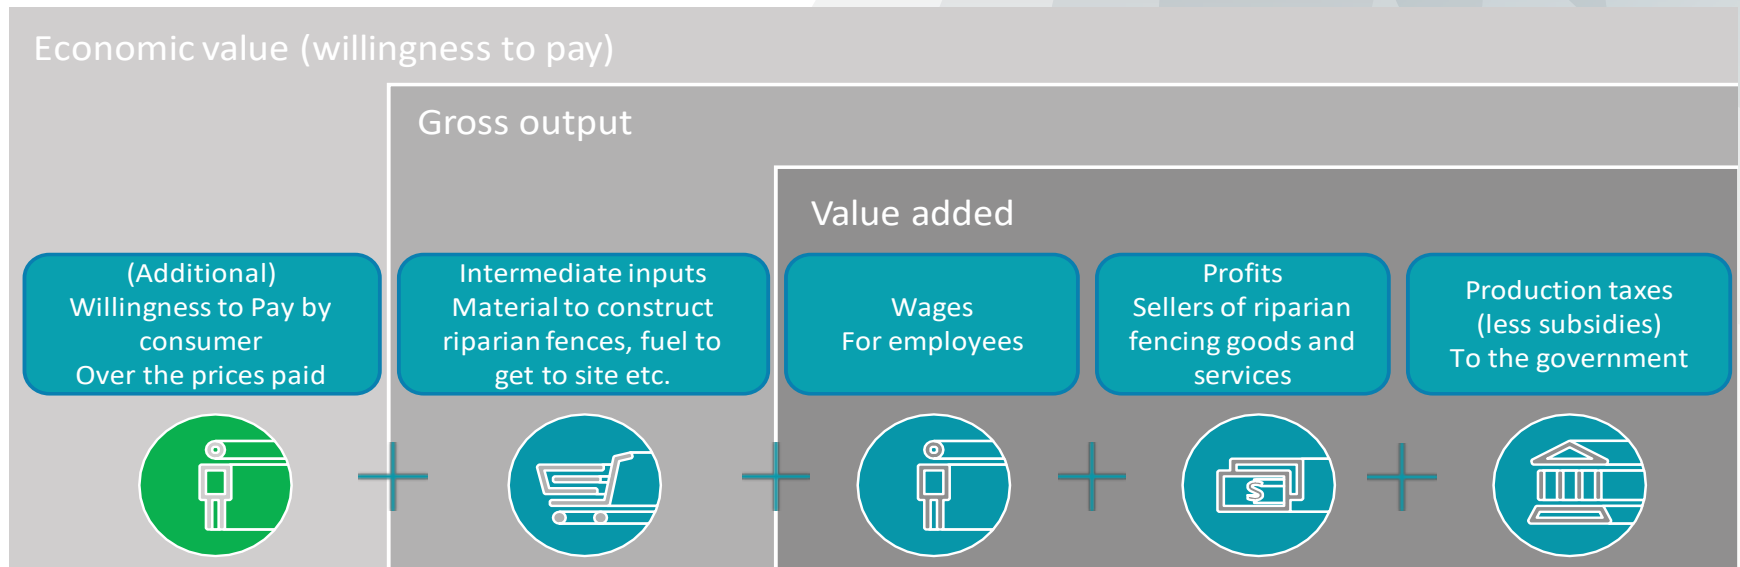 Economic value (willingness to pay)
Gross output
Value added
(Additional)
Willingness to Pay by
consumer
Over the prices paid
Intermediate inputs
Material to construct
riparian fences, fuel to
get to site etc.
Wages
For employees
Profits
Sellers of riparian
fencing goods and
services
Production taxes
(less subsidies)
To the government
$